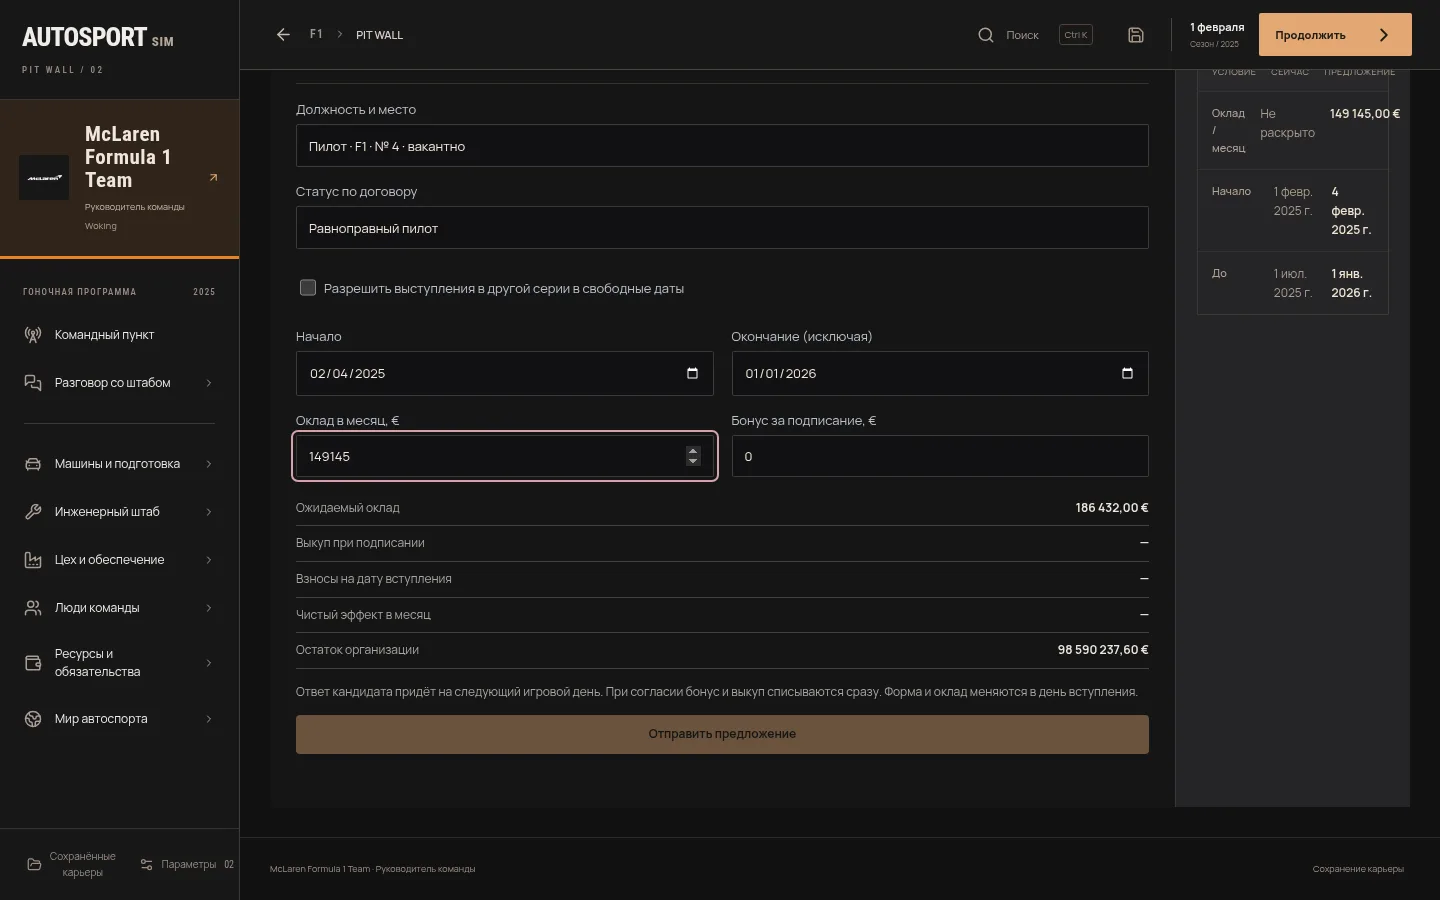 AUTOSPORT SIM
PIT WALL / 02
McLaren
McLaren
Formula 1
Team
Руководитель команды
Woking
ГОНОЧНАЯ ПРОГРАММА 2025
Командный пункт
Разговор со штабом
Машины и подготовка
Инженерный штаб
Цех и обеспечение
Люди команды
Ресурсы и
обязательства
Мир автоспорта
Сохранённые
карьеры
Параметры 02
F1 > PIT WALL
Поиск Ctrl K
1 февраля
Сезон / 2025
Продолжить
Должность и место
Пилот · F1 · № 4 · вакантно
Статус по договору
Равноправный пилот
Разрешить выступления в другой серии в свободные даты
Начало
02/04/2025
Окончание (исключая)
01/01/2026
Оклад в месяц, €
149145
Бонус за подписание, €
0
Ожидаемый оклад 186 432,00 €
Выкуп при подписании —
Взносы на дату вступления —
Чистый эффект в месяц —
Остаток организации 98 590 237,60 €
Ответ кандидата придёт на следующий игровой день. При согласии бонус и выкуп списываются сразу. Форма и оклад меняются в день вступления.
Отправить предложение
УСЛОВИЕ СЕЙЧАС ПРЕДЛОЖЕНИЕ
Оклад
/
месяц
Не
раскрыто
149 145,00 €
Начало
1 февр.
2025 г.
4
февр.
2025 г.
До
1 июл.
2025 г.
1 янв.
2026 г.
McLaren Formula 1 Team · Руководитель команды
Сохранение карьеры